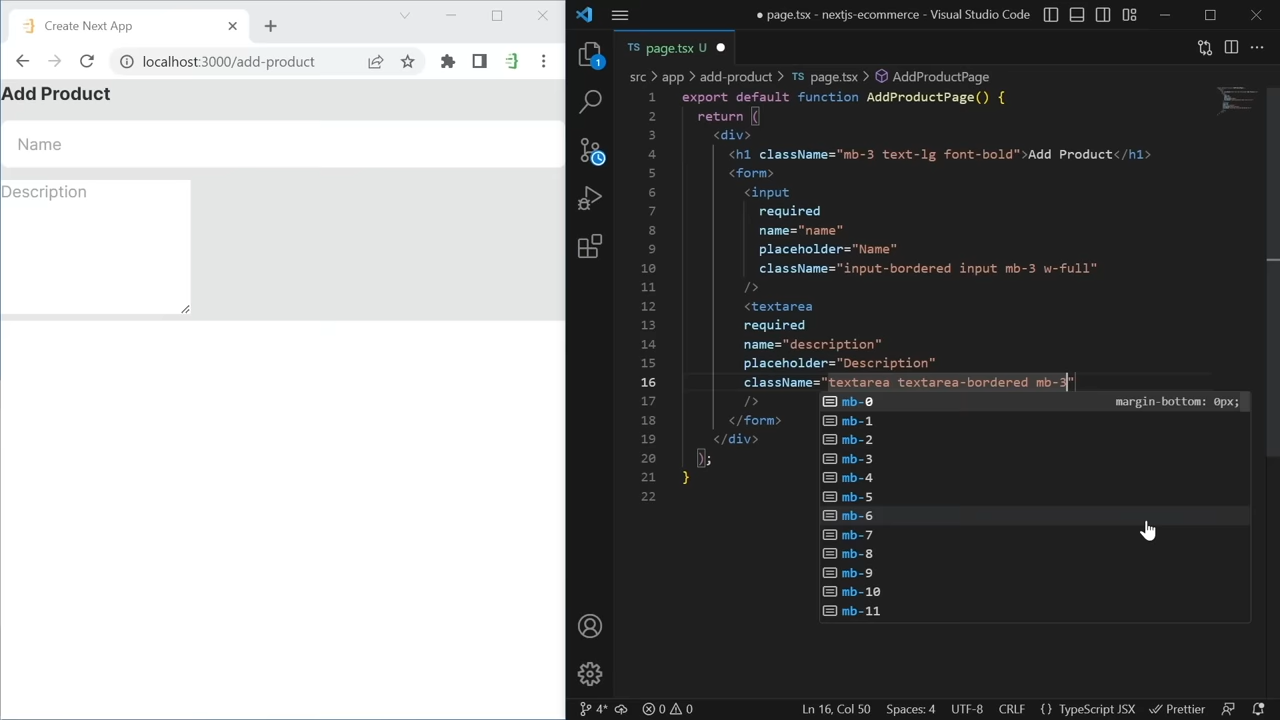 Create Next App
localhost:3000/add-product
Add Product
Name
Description
page.tsx - nextjs-ecommerce - Visual Studio Code
TS page.tsx U
src > app > add-product > TS page.tsx > AddProductPage
1 export default function AddProductPage() {
2 return (
3 <div>
4 <h1 className="mb-3 text-lg font-bold">Add Product</h1>
5 <form>
6 <input
7 required
8 name="name"
9 placeholder="Name"
10 className="input-bordered input mb-3 w-full"
11 />
12 <textarea
13 required
14 name="description"
15 placeholder="Description"
16 className="textarea textarea-bordered mb-3"
17 />
18 </form>
19 </div>
20 );
21 }
22
mb-0 margin-bottom: 0px;
mb-1
mb-2
mb-3
mb-4
mb-5
mb-6
mb-7
mb-8
mb-9
mb-10
mb-11
1
4* 0 0 Ln 16, Col 50 Spaces: 4 UTF-8 CRLF {} TypeScript JSX Prettier